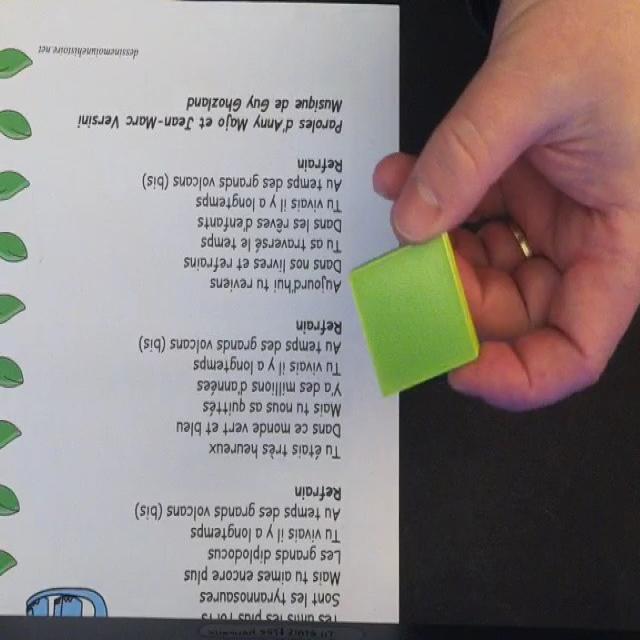 Sont les tyrannosaures
Mais tu aimes encore plus
Les grands diplodocus
Tu vivais il y a longtemps
Au temps des grands volcans (bis)
Refrain
Tu étais très heureux
Dans ce monde vert et bleu
Mais tu nous as quittés
Y'a des millions d'années
Tu vivais il y a longtemps
Au temps des grands volcans (bis)
Refrain
Aujourd'hui tu reviens
Dans nos livres et refrains
Tu as traversé le temps
Dans les rêves d'enfants
Tu vivais il y a longtemps
Au temps des grands volcans (bis)
Refrain
Paroles d'Anny Majo et Jean-Marc Versini
Musique de Guy Ghozland
dessinemoiunehistoire.net